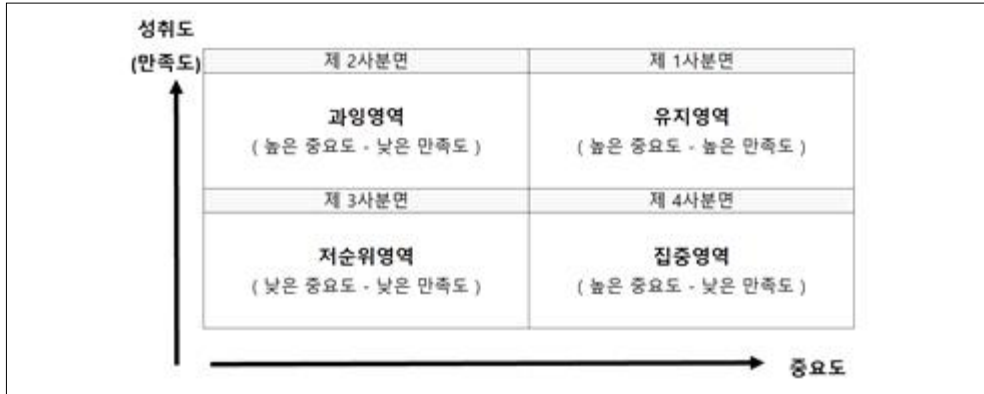 성취도
(만족도)
제 2사분면 제 1사분면
과잉영역 유지영역
( 높은 중요도 - 낮은 만족도 ) ( 높은 중요도 - 높은 만족도 )
제 3사분면 제 4사분면
저순위영역 집중영역
( 낮은 중요도 - 낮은 만족도 ) ( 높은 중요도 - 낮은 만족도 )
중요도